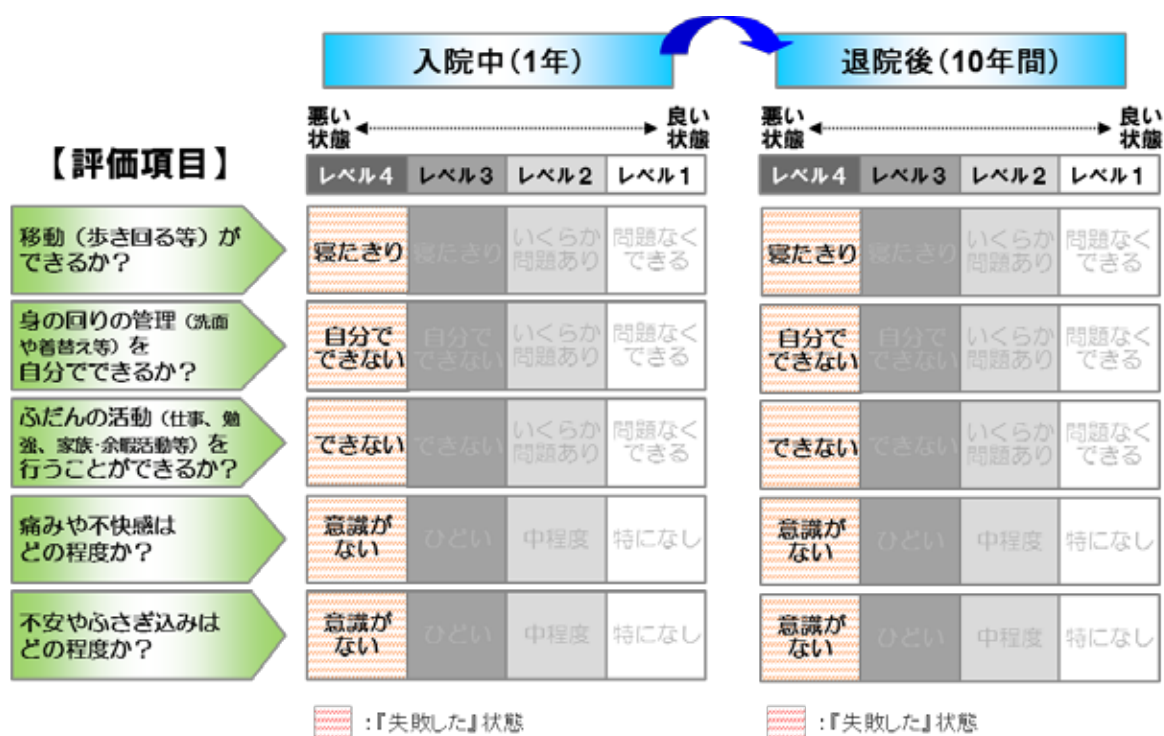 入院中(1年)
退院後(10年間)
悪い
状態
良い
状態
悪い
状態
良い
状態
【評価項目】
レベル4 レベル3 レベル2 レベル1
レベル4 レベル3 レベル2 レベル1
移動（歩き回る等）が
できるか？
寝たきり
寝たきり
いくらか
問題あり
問題なく
できる
寝たきり
寝たきり
いくらか
問題あり
問題なく
できる
身の回りの管理（洗面
や着替え等）を
自分でできるか？
自分で
できない
自分で
できない
いくらか
問題あり
問題なく
できる
自分で
できない
自分で
できない
いくらか
問題あり
問題なく
できる
ふだんの活動（仕事、勉
強、家族・余暇活動等）を
行うことができるか？
できない
できない
いくらか
問題あり
問題なく
できる
できない
できない
いくらか
問題あり
問題なく
できる
痛みや不快感は
どの程度か？
意識が
ない
ひどい
中程度
特になし
意識が
ない
ひどい
中程度
特になし
不安やふさぎ込みは
どの程度か？
意識が
ない
ひどい
中程度
特になし
意識が
ない
ひどい
中程度
特になし
：『失敗した』状態
：『失敗した』状態